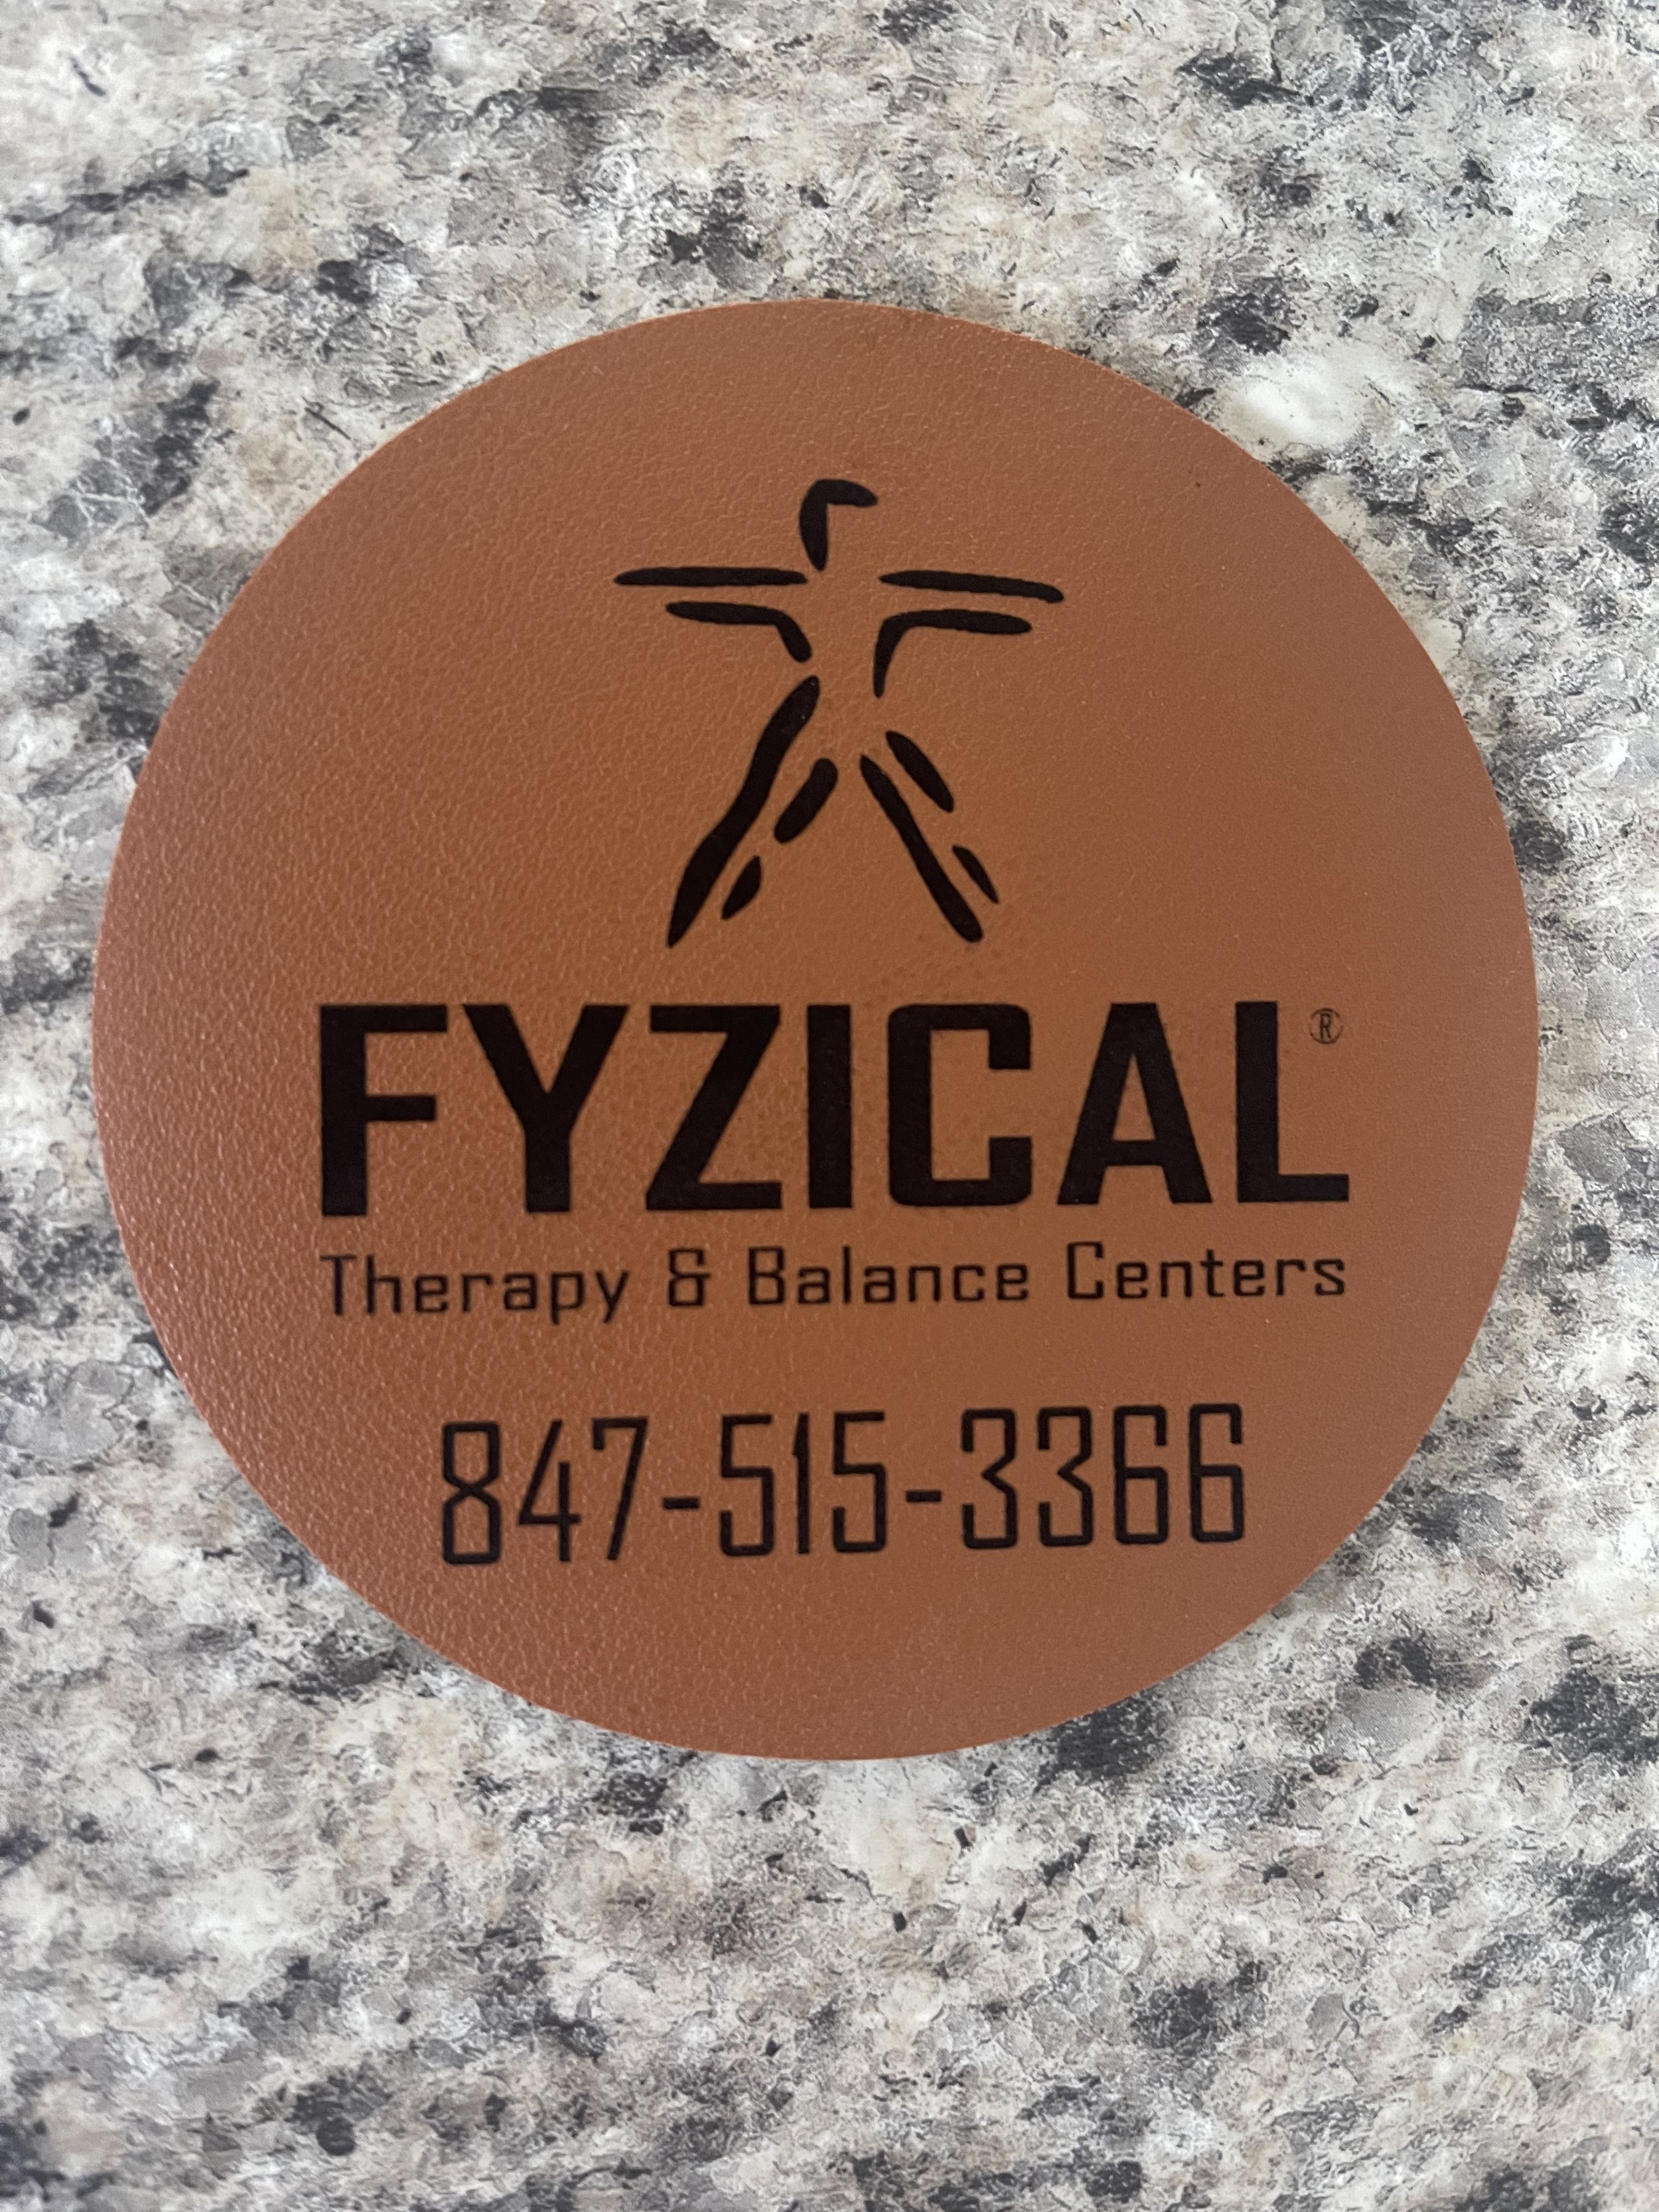 FYZICAL®
Therapy & Balance Centers
847-515-3366